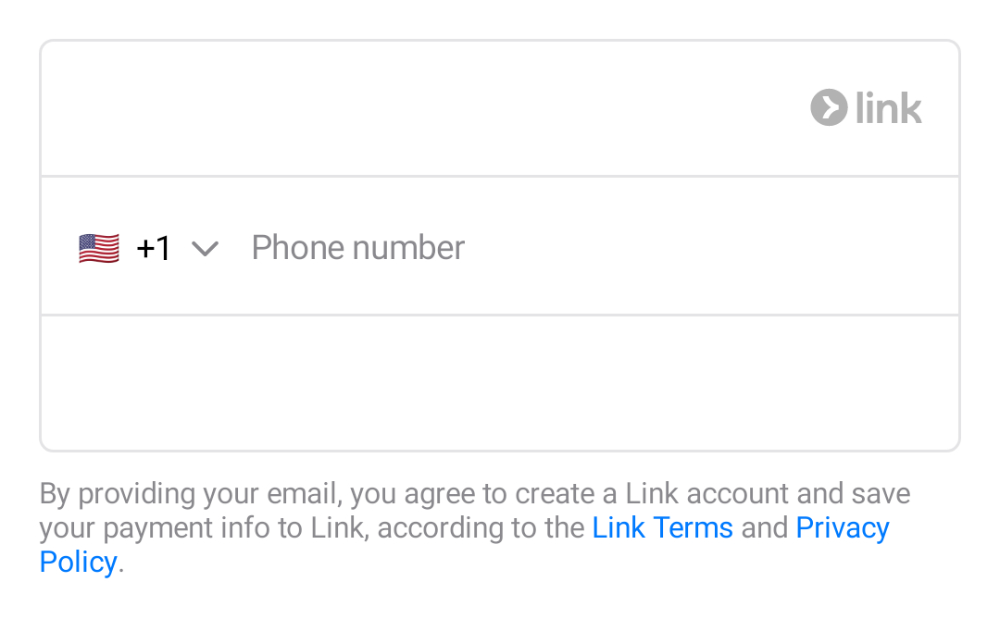 link
+1 Phone number
By providing your email, you agree to create a Link account and save
your payment info to Link, according to the Link Terms and Privacy
Policy.